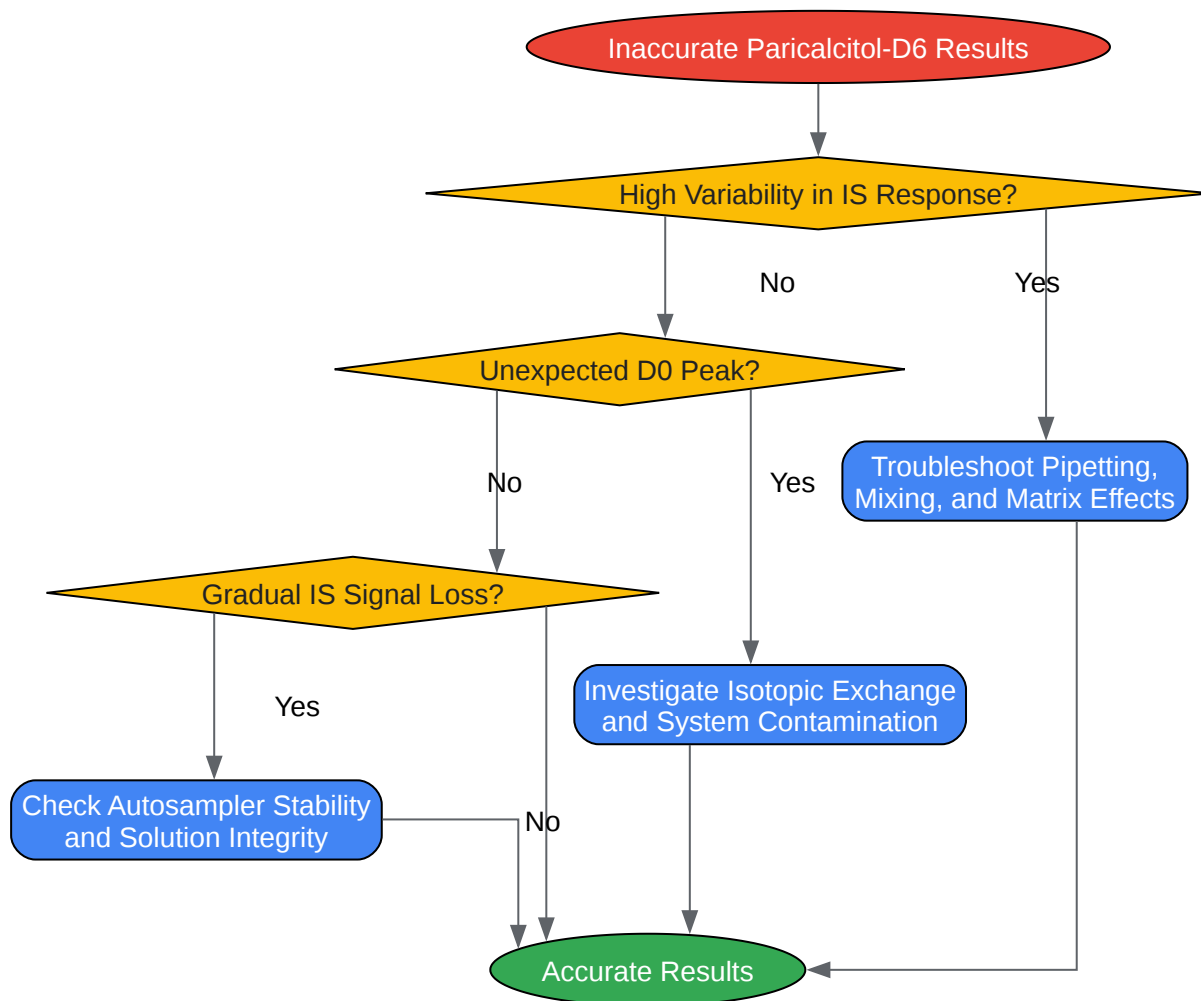 Inaccurate Paricalcitol-D6 Results
High Variability in IS Response?
No
Yes
Unexpected D0 Peak?
Troubleshoot Pipetting,
Mixing, and Matrix Effects
No
Yes
Gradual IS Signal Loss?
Investigate Isotopic Exchange
and System Contamination
Yes
Check Autosampler Stability
and Solution Integrity
No
Accurate Results